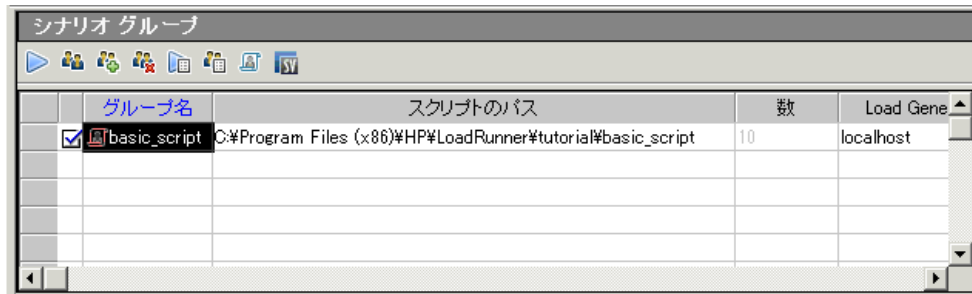 シナリオ グループ
SV
グループ名 スクリプトのパス 数 Load Gene
basic_script C:¥Program Files (x86)¥HP¥LoadRunner¥tutorial¥basic_script 10 localhost